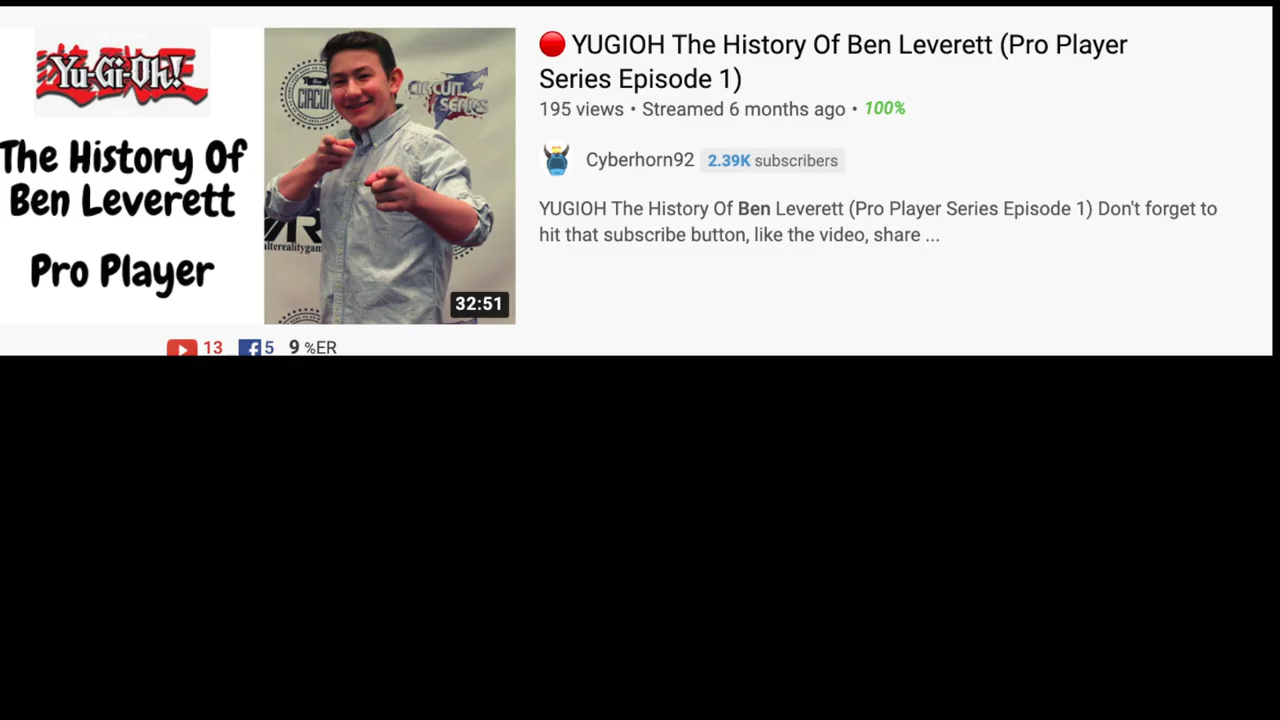 Yu-Gi-Oh!
The History Of
Ben Leverett
Pro Player
CIRCUIT
CIRCUIT
SERIES
alterealitygam
32:51
🔴 YUGIOH The History Of Ben Leverett (Pro Player
Series Episode 1)
195 views • Streamed 6 months ago • 100%
Cyberhorn92 2.39K subscribers
YUGIOH The History Of Ben Leverett (Pro Player Series Episode 1) Don't forget to
hit that subscribe button, like the video, share ...
13 5 9 %ER